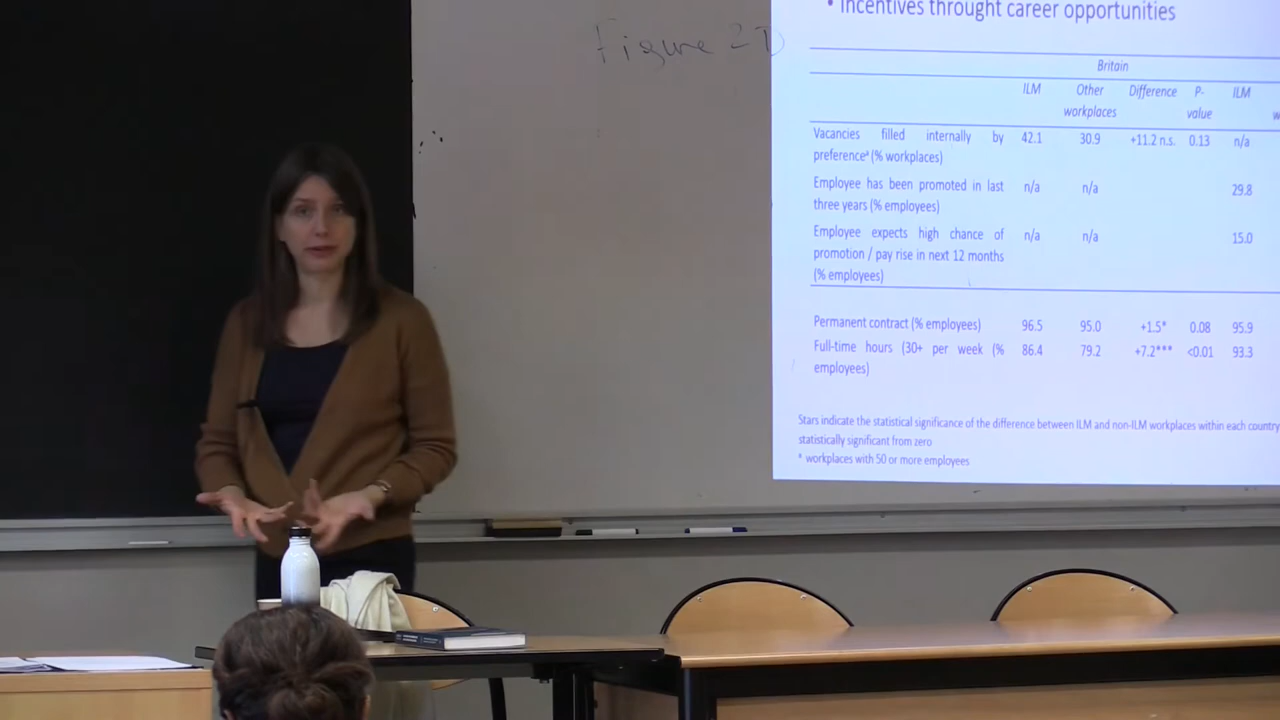 • Incentives throught career opportunities
Figure 2
Britain
ILM Other workplaces Difference P-value ILM
Vacancies filled internally by preferenceª (% workplaces) 42.1 30.9 +11.2 n.s. 0.13 n/a
Employee has been promoted in last three years (% employees) n/a n/a 29.8
Employee expects high chance of promotion / pay rise in next 12 months (% employees) n/a n/a 15.0
Permanent contract (% employees) 96.5 95.0 +1.5* 0.08 95.9
Full-time hours (30+ per week (% employees) 86.4 79.2 +7.2*** <0.01 93.3
Stars indicate the statistical significance of the difference between ILM and non-ILM workplaces within each country
statistically significant from zero
ª workplaces with 50 or more employees